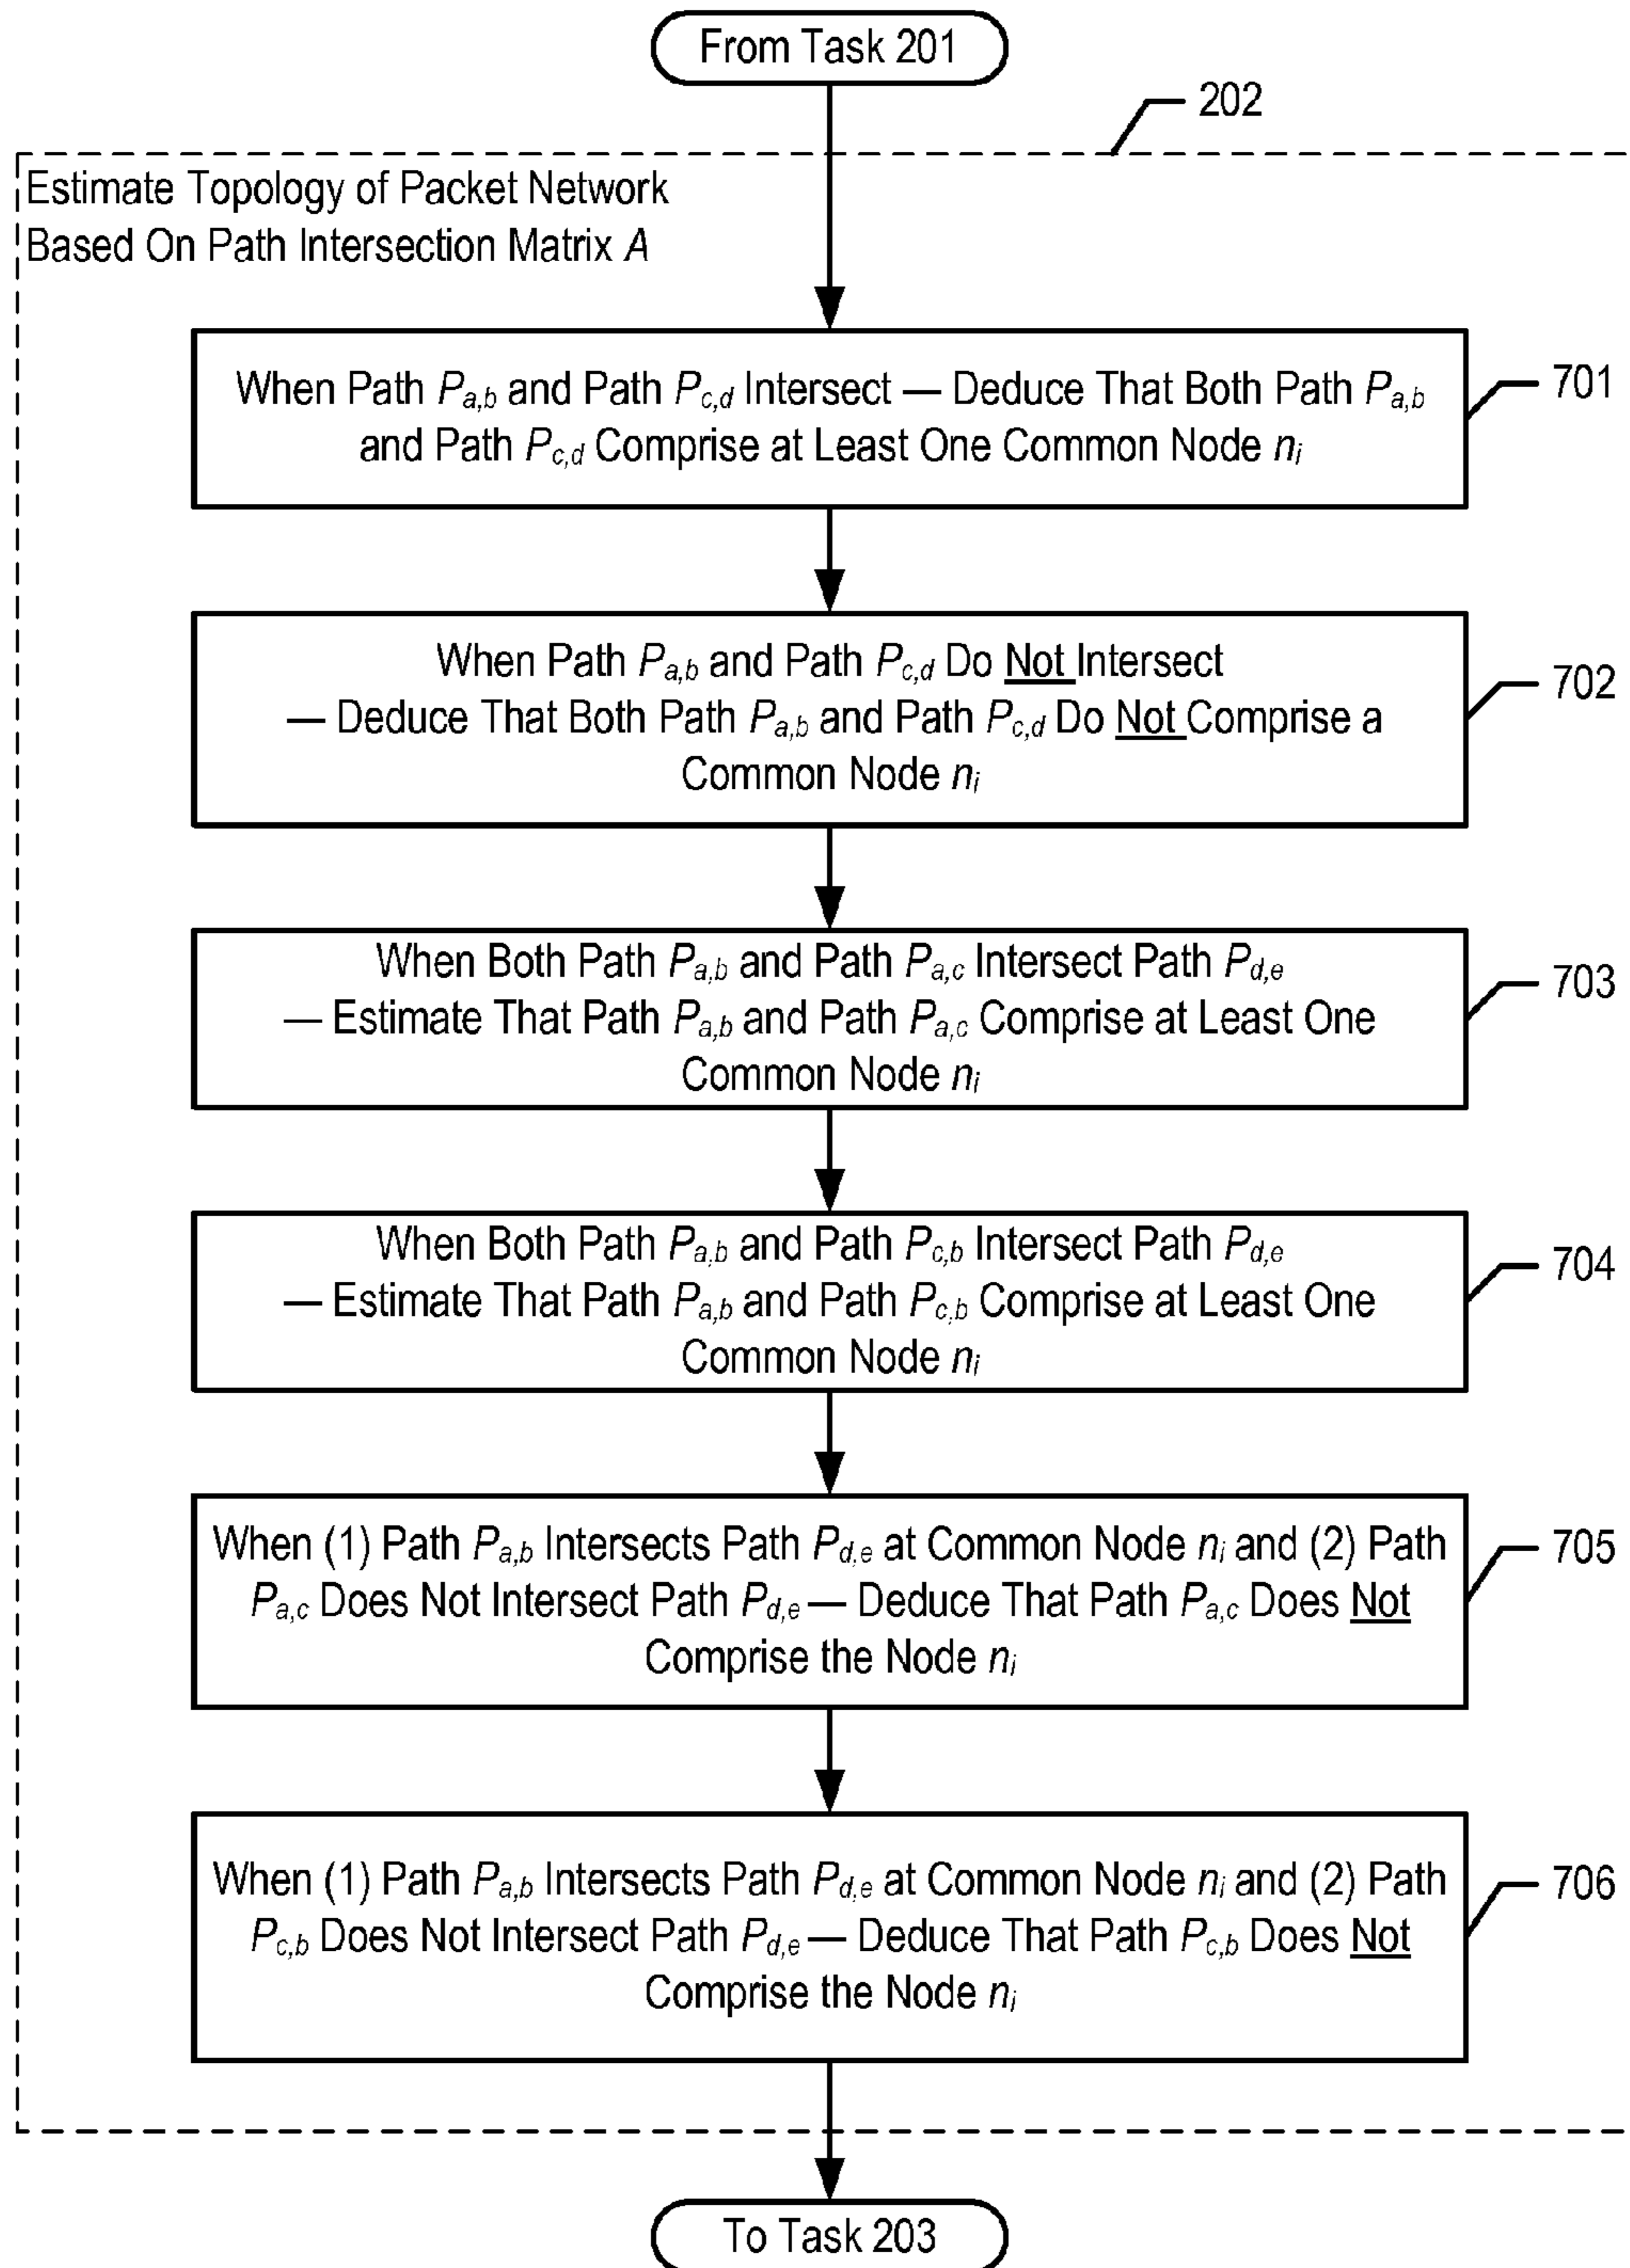 From Task 201
202
Estimate Topology of Packet Network
Based On Path Intersection Matrix A
When Path Pa,b and Path Pc,d Intersect — Deduce That Both Path Pa,b
and Path Pc,d Comprise at Least One Common Node ni
701
When Path Pa,b and Path Pc,d Do Not Intersect
— Deduce That Both Path Pa,b and Path Pc,d Do Not Comprise a
Common Node ni
702
When Both Path Pa,b and Path Pa,c Intersect Path Pd,e
— Estimate That Path Pa,b and Path Pa,c Comprise at Least One
Common Node ni
703
When Both Path Pa,b and Path Pc,b Intersect Path Pd,e
— Estimate That Path Pa,b and Path Pc,b Comprise at Least One
Common Node ni
704
When (1) Path Pa,b Intersects Path Pd,e at Common Node ni and (2) Path
Pa,c Does Not Intersect Path Pd,e — Deduce That Path Pa,c Does Not
Comprise the Node ni
705
When (1) Path Pa,b Intersects Path Pd,e at Common Node ni and (2) Path
Pc,b Does Not Intersect Path Pd,e — Deduce That Path Pc,b Does Not
Comprise the Node ni
706
To Task 203